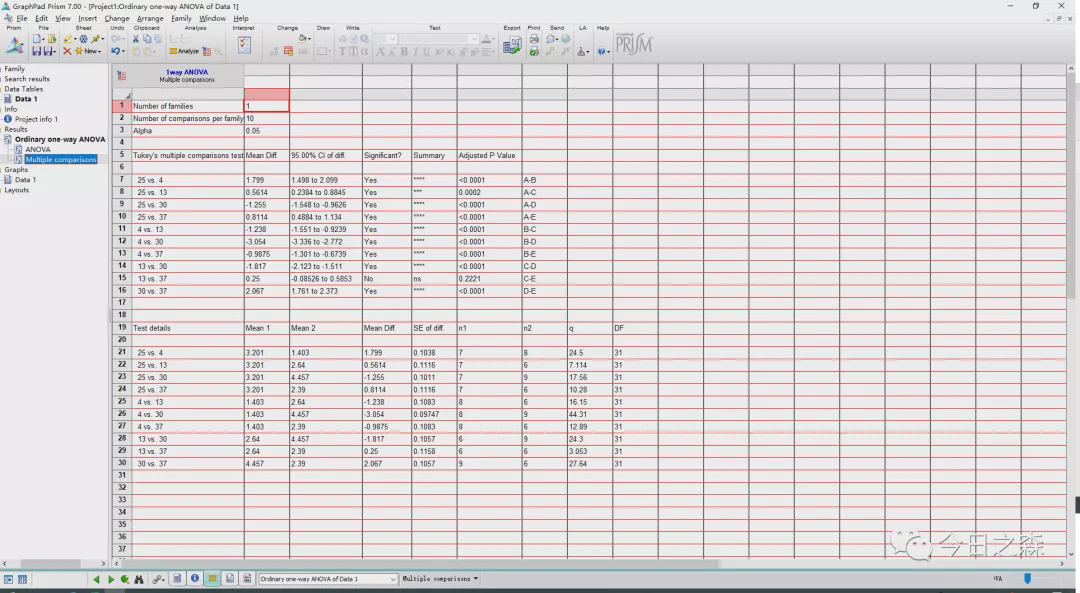 GraphPad Prism 7.00 - [Project1:Ordinary one-way ANOVA of Data 1]
File Edit View Insert Change Arrange Family Window Help
Prism File Sheet Undo Clipboard Analysis Interpret Change Draw Write Text Export Print Send LA Help
New
Analyze
PRISM
Family
Search results
Data Tables
Data 1
Info
Project info 1
Results
Ordinary one-way ANOVA
ANOVA
Multiple comparisons
Graphs
Data 1
Layouts
1way ANOVA
Multiple comparisons
1 Number of families 1
2 Number of comparisons per family 10
3 Alpha 0.05
4
5 Tukey's multiple comparisons test Mean Diff. 95.00% CI of diff. Significant? Summary Adjusted P Value
6
7 25 vs. 4 1.799 1.498 to 2.099 Yes **** <0.0001 A-B
8 25 vs. 13 0.5614 0.2384 to 0.8845 Yes *** 0.0002 A-C
9 25 vs. 30 -1.255 -1.548 to -0.9626 Yes **** <0.0001 A-D
10 25 vs. 37 0.8114 0.4884 to 1.134 Yes **** <0.0001 A-E
11 4 vs. 13 -1.238 -1.551 to -0.9239 Yes **** <0.0001 B-C
12 4 vs. 30 -3.054 -3.336 to -2.772 Yes **** <0.0001 B-D
13 4 vs. 37 -0.9875 -1.301 to -0.6739 Yes **** <0.0001 B-E
14 13 vs. 30 -1.817 -2.123 to -1.511 Yes **** <0.0001 C-D
15 13 vs. 37 0.25 -0.08526 to 0.5853 No ns 0.2221 C-E
16 30 vs. 37 2.067 1.761 to 2.373 Yes **** <0.0001 D-E
17
18
19 Test details Mean 1 Mean 2 Mean Diff. SE of diff. n1 n2 q DF
20
21 25 vs. 4 3.201 1.403 1.799 0.1038 7 8 24.5 31
22 25 vs. 13 3.201 2.64 0.5614 0.1116 7 6 7.114 31
23 25 vs. 30 3.201 4.457 -1.255 0.1011 7 9 17.56 31
24 25 vs. 37 3.201 2.39 0.8114 0.1116 7 6 10.28 31
25 4 vs. 13 1.403 2.64 -1.238 0.1083 8 6 16.15 31
26 4 vs. 30 1.403 4.457 -3.054 0.09747 8 9 44.31 31
27 4 vs. 37 1.403 2.39 -0.9875 0.1083 8 6 12.89 31
28 13 vs. 30 2.64 4.457 -1.817 0.1057 6 9 24.3 31
29 13 vs. 37 2.64 2.39 0.25 0.1158 6 6 3.053 31
30 30 vs. 37 4.457 2.39 2.067 0.1057 9 6 27.64 31
31
32
33
34
35
36
37
今日之森
Ordinary one-way ANOVA of Data 1 Multiple comparisons